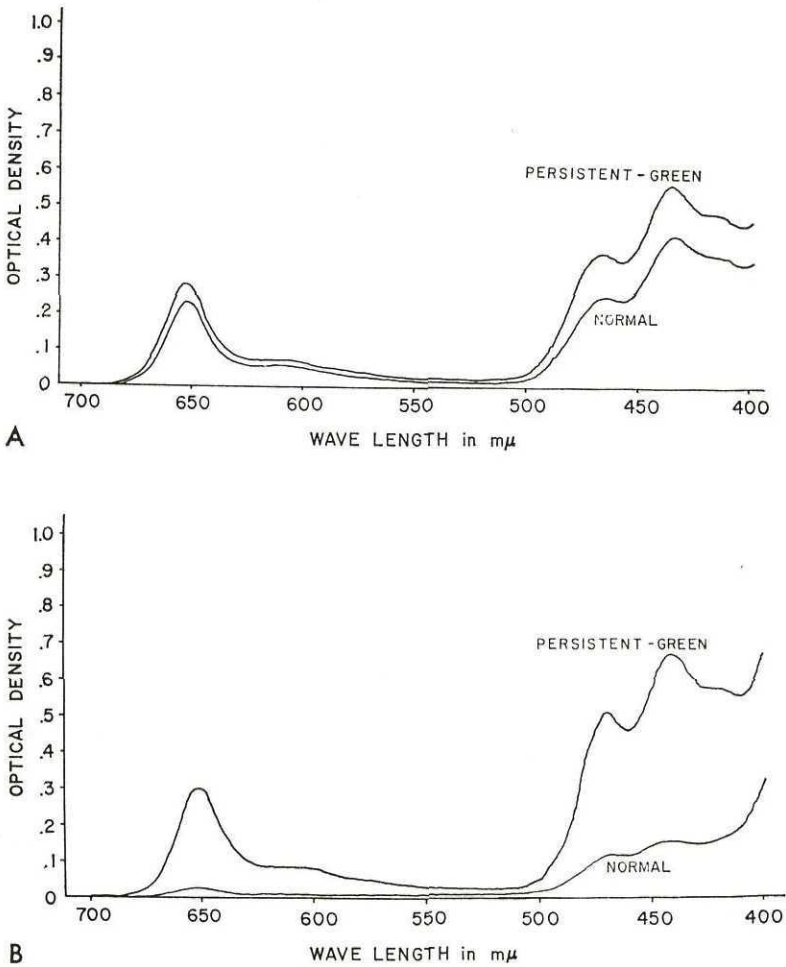 1.0
.9
.8
.7
.6
.5
.4
.3
.2
.1
0
OPTICAL DENSITY
PERSISTENT-GREEN
NORMAL
700 650 600 550 500 450 400
A
WAVE LENGTH in mμ
1.0
.9
.8
.7
.6
.5
.4
.3
.2
.1
0
OPTICAL DENSITY
PERSISTENT-GREEN
NORMAL
700 650 600 550 500 450 400
B
WAVE LENGTH in mμ